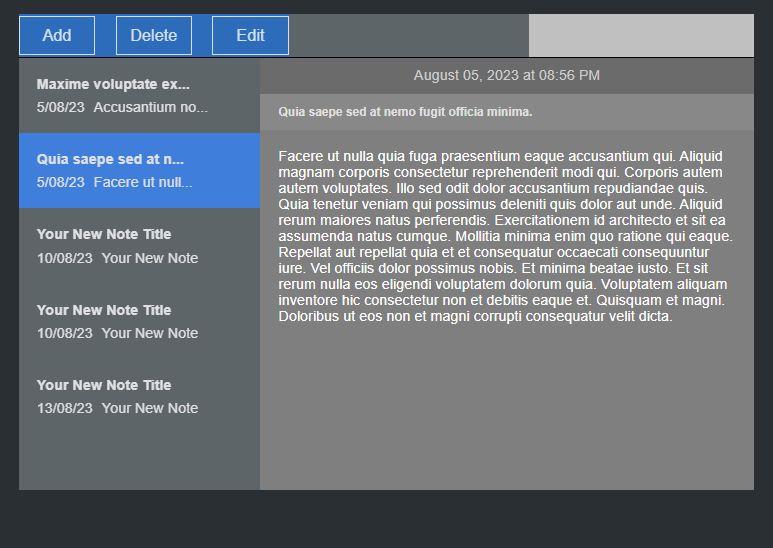 Add Delete Edit
Maxime voluptate ex...
5/08/23 Accusantium no...
Quia saepe sed at n...
5/08/23 Facere ut null...
Your New Note Title
10/08/23 Your New Note
Your New Note Title
10/08/23 Your New Note
Your New Note Title
13/08/23 Your New Note
August 05, 2023 at 08:56 PM
Quia saepe sed at nemo fugit officia minima.
Facere ut nulla quia fuga praesentium eaque accusantium qui. Aliquid
magnam corporis consectetur reprehenderit modi qui. Corporis autem
autem voluptates. Illo sed odit dolor accusantium repudiandae quis.
Quia tenetur veniam qui possimus deleniti quis dolor aut unde. Aliquid
rerum maiores natus perferendis. Exercitationem id architecto et sit ea
assumenda natus cumque. Mollitia minima enim quo ratione qui eaque.
Repellat aut repellat quia et et consequatur occaecati consequuntur
iure. Vel officiis dolor possimus nobis. Et minima beatae iusto. Et sit
rerum nulla eos eligendi voluptatem dolorum quia. Voluptatem aliquam
inventore hic consectetur non et debitis eaque et. Quisquam et magni.
Doloribus ut eos non et magni corrupti consequatur velit dicta.